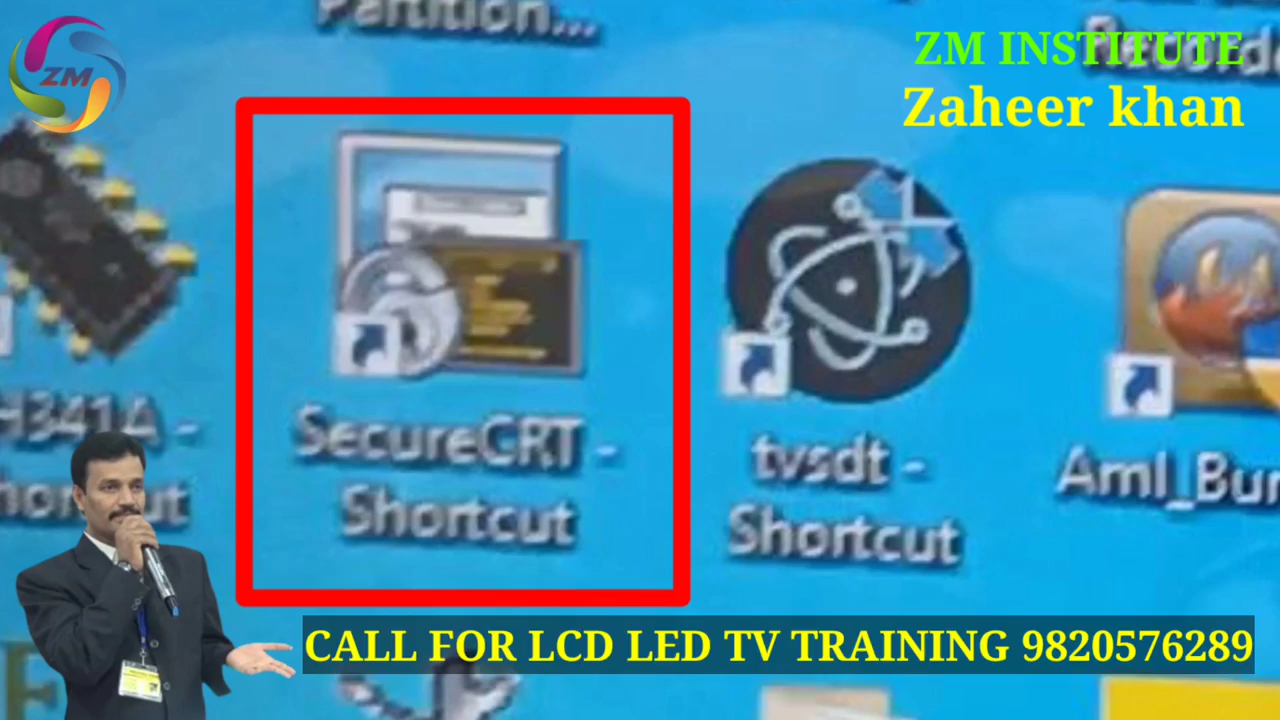 Partition...
ZM INSTITUTE
Zaheer khan
ZM
SecureCRT -
Shortcut
tvsdt -
Shortcut
Aml_Bur
H341A -
CALL FOR LCD LED TV TRAINING 9820576289